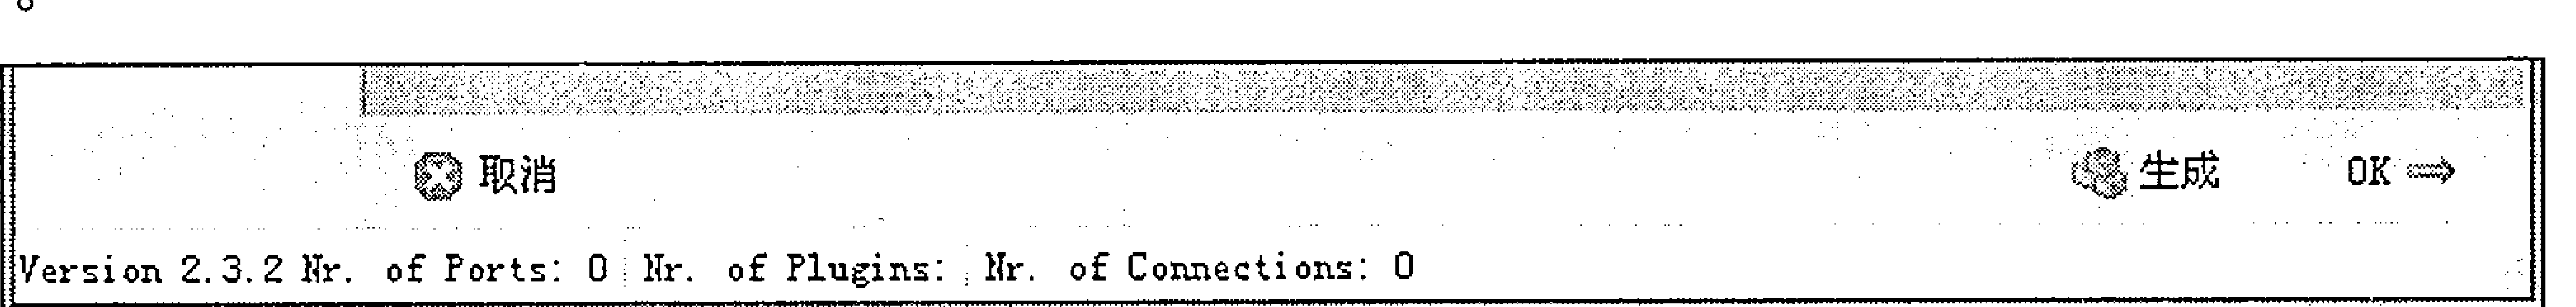 。
取消 生成 OK
Version 2.3.2 Nr. of Ports: 0 Nr. of Plugins: Nr. of Connections: 0